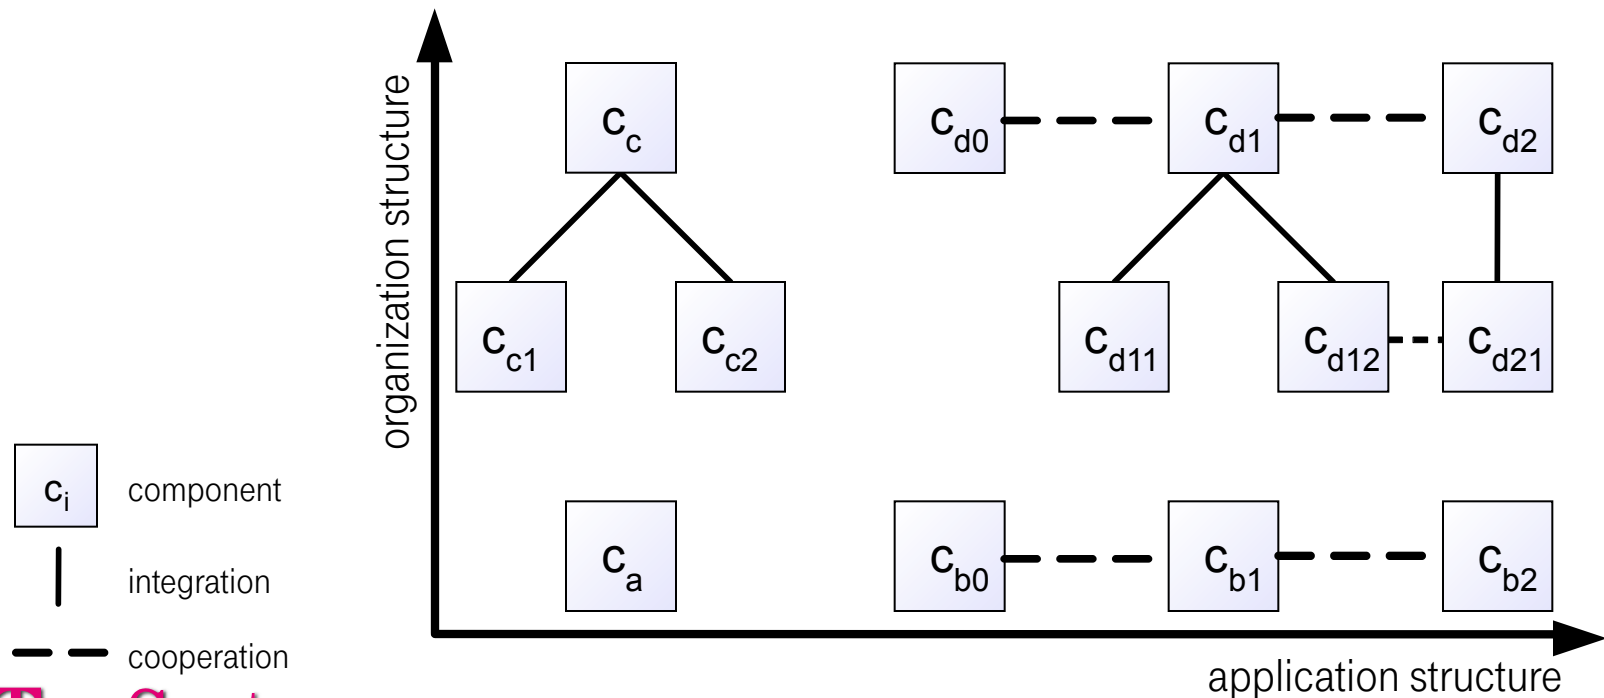 organization structure
c_c
c_d0
c_d1
c_d2
c_c1
c_c2
c_d11
c_d12
c_d21
c_a
c_b0
c_b1
c_b2
application structure
c_i component
integration
cooperation